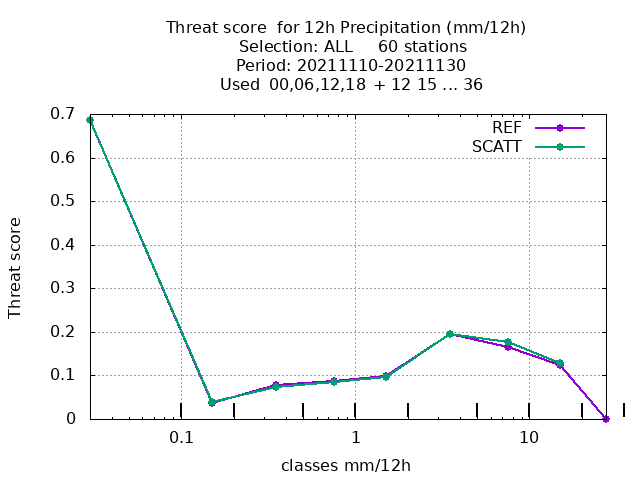 Threat score  for 12h Precipitation (mm/12h)
Selection: ALL     60 stations
Period: 20211110-20211130
Used  00,06,12,18  + 12 15 ... 36
0.7
0.6
0.5
0.4
0.3
0.2
0.1
0
Threat score
REF
SCATT
0.1
1
10
classes mm/12h